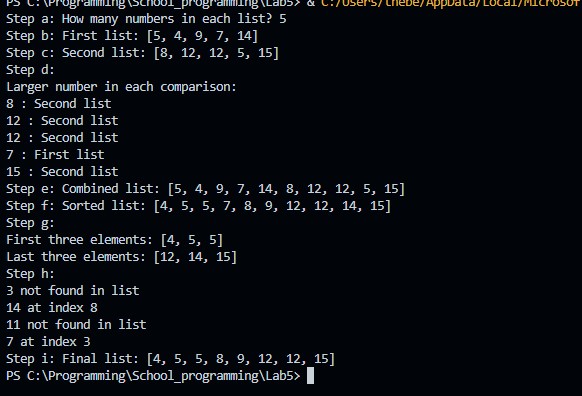 PS C:\Programming\School_programming\Lab5> & C:/Users/thebe/AppData/Local/Microsof
Step a: How many numbers in each list? 5
Step b: First list: [5, 4, 9, 7, 14]
Step c: Second list: [8, 12, 12, 5, 15]
Step d:
Larger number in each comparison:
8 : Second list
12 : Second list
12 : Second list
7 : First list
15 : Second list
Step e: Combined list: [5, 4, 9, 7, 14, 8, 12, 12, 5, 15]
Step f: Sorted list: [4, 5, 5, 7, 8, 9, 12, 12, 14, 15]
Step g:
First three elements: [4, 5, 5]
Last three elements: [12, 14, 15]
Step h:
3 not found in list
14 at index 8
11 not found in list
7 at index 3
Step i: Final list: [4, 5, 5, 8, 9, 12, 12, 15]
PS C:\Programming\School_programming\Lab5>